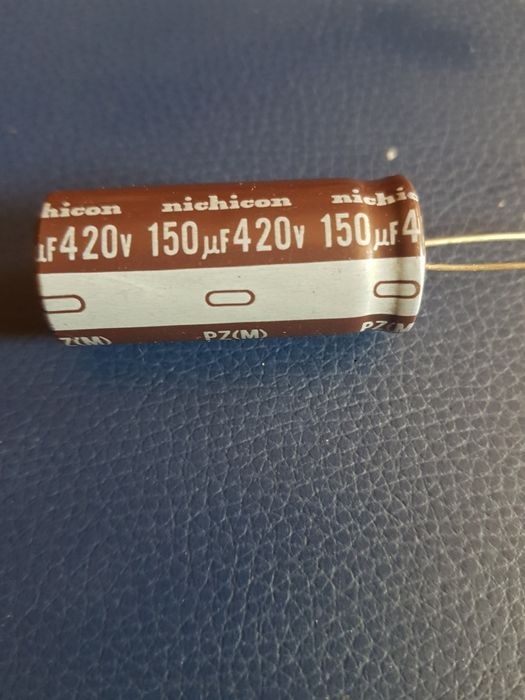 hicon nichicon nichic
µF420v 150µF420v 150µF4
Z(M) PZ(M) PZ(M